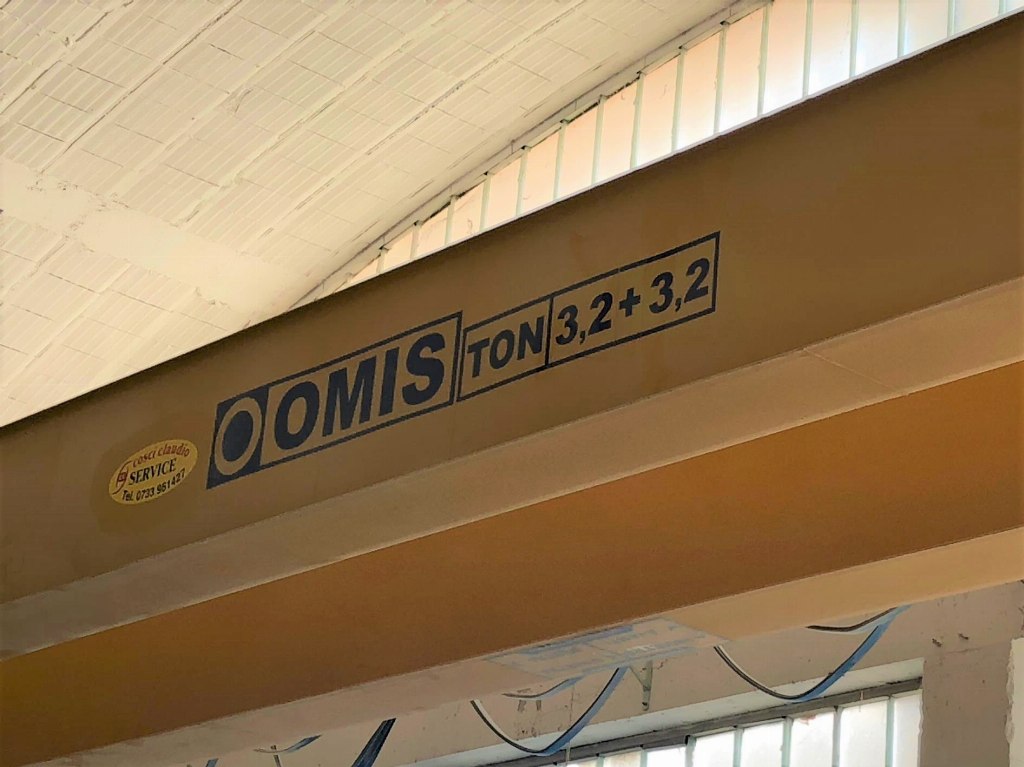 OMIS TON 3,2+3,2
cosci claudio
SERVICE
Tel. 0733 961427